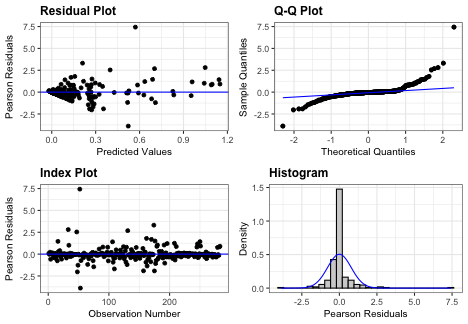 Residual Plot
Pearson Residuals
7.5
5.0
2.5
0.0
-2.5
0.0 0.3 0.6 0.9 1.2
Predicted Values
Q-Q Plot
Sample Quantiles
7.5
5.0
2.5
0.0
-2.5
-2 -1 0 1 2
Theoretical Quantiles
Index Plot
Pearson Residuals
7.5
5.0
2.5
0.0
-2.5
0 100 200
Observation Number
Histogram
Density
1.5
1.0
0.5
0.0
-2.5 0.0 2.5 5.0 7.5
Pearson Residuals